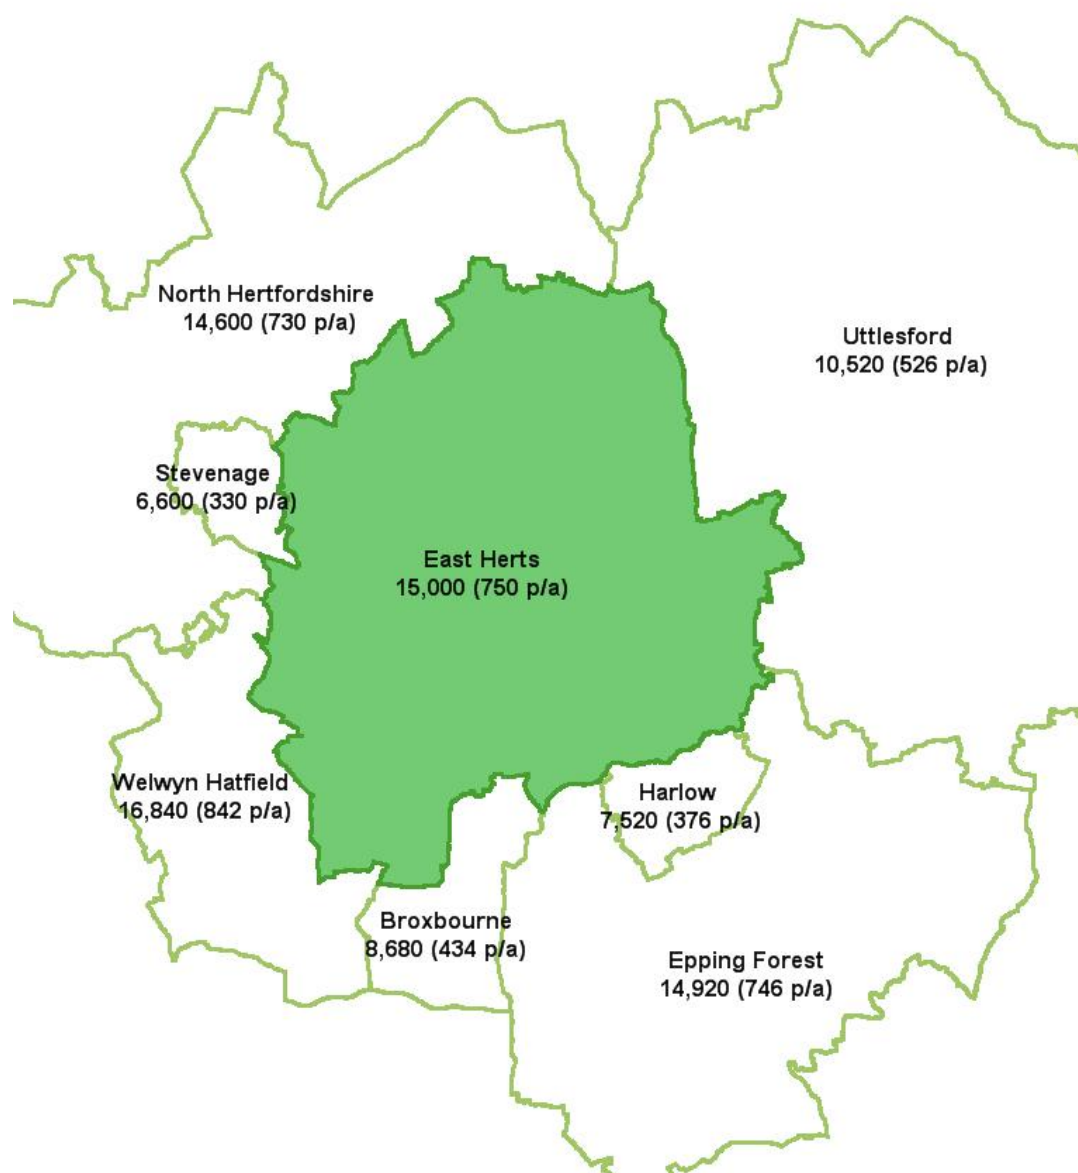 North Hertfordshire
14,600 (730 p/a)
Uttlesford
10,520 (526 p/a)
Stevenage
6,600 (330 p/a)
East Herts
15,000 (750 p/a)
Welwyn Hatfield
16,840 (842 p/a)
Harlow
7,520 (376 p/a)
Broxbourne
8,680 (434 p/a)
Epping Forest
14,920 (746 p/a)